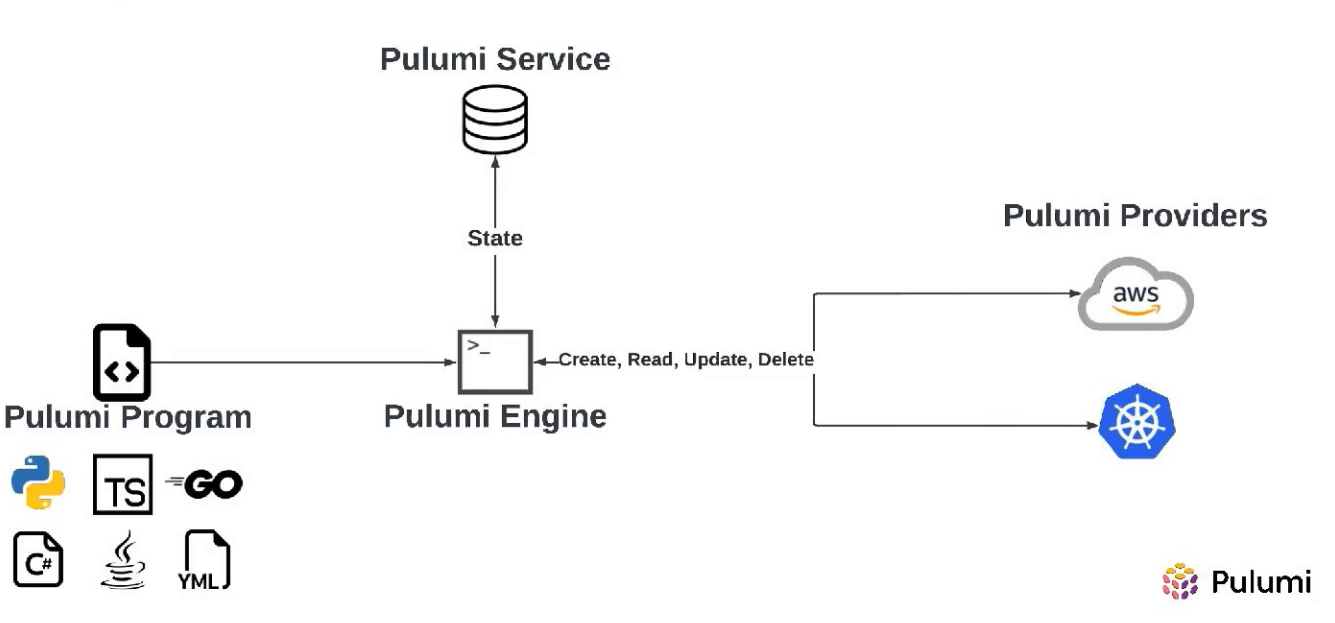 Pulumi Service
State
Pulumi Providers
aws
>_
Create, Read, Update, Delete
Pulumi Program
Pulumi Engine
TS
GO
C#
YML
Pulumi